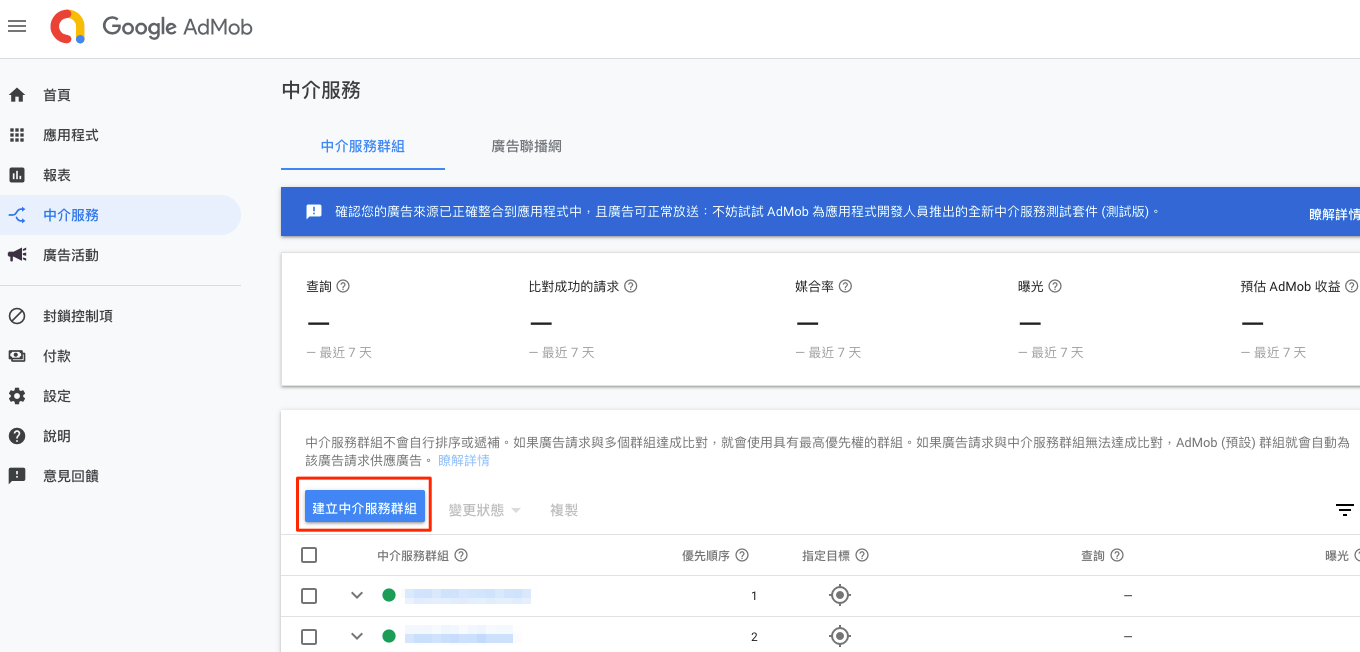 Google AdMob
首頁
應用程式
報表
中介服務
廣告活動
封鎖控制項
付款
設定
說明
意見回饋
中介服務
中介服務群組 廣告聯播網
確認您的廣告來源已正確整合到應用程式中，且廣告可正常放送：不妨試試 AdMob 為應用程式開發人員推出的全新中介服務測試套件 (測試版)。 瞭解詳情
查詢 比對成功的請求 媒合率 曝光 預估 AdMob 收益
— — — — —
– 最近 7 天 – 最近 7 天 – 最近 7 天 – 最近 7 天 – 最近 7 天
中介服務群組不會自行排序或遞補。如果廣告請求與多個群組達成比對，就會使用具有最高優先權的群組。如果廣告請求與中介服務群組無法達成比對，AdMob (預設) 群組就會自動為
該廣告請求供應廣告。 瞭解詳情
建立中介服務群組 變更狀態 複製
中介服務群組 優先順序 指定目標 查詢 曝光
1 –
2 –